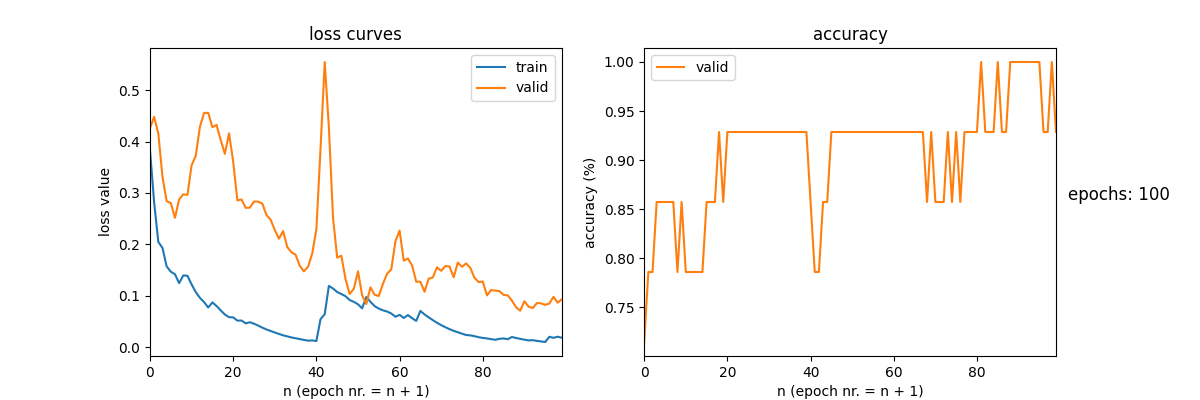 loss curves
train
valid
0.5
0.4
0.3
0.2
0.1
0.0
loss value
0
20
40
60
80
n (epoch nr. = n + 1)
accuracy
valid
1.00
0.95
0.90
0.85
0.80
0.75
accuracy (%)
0
20
40
60
80
n (epoch nr. = n + 1)
epochs: 100